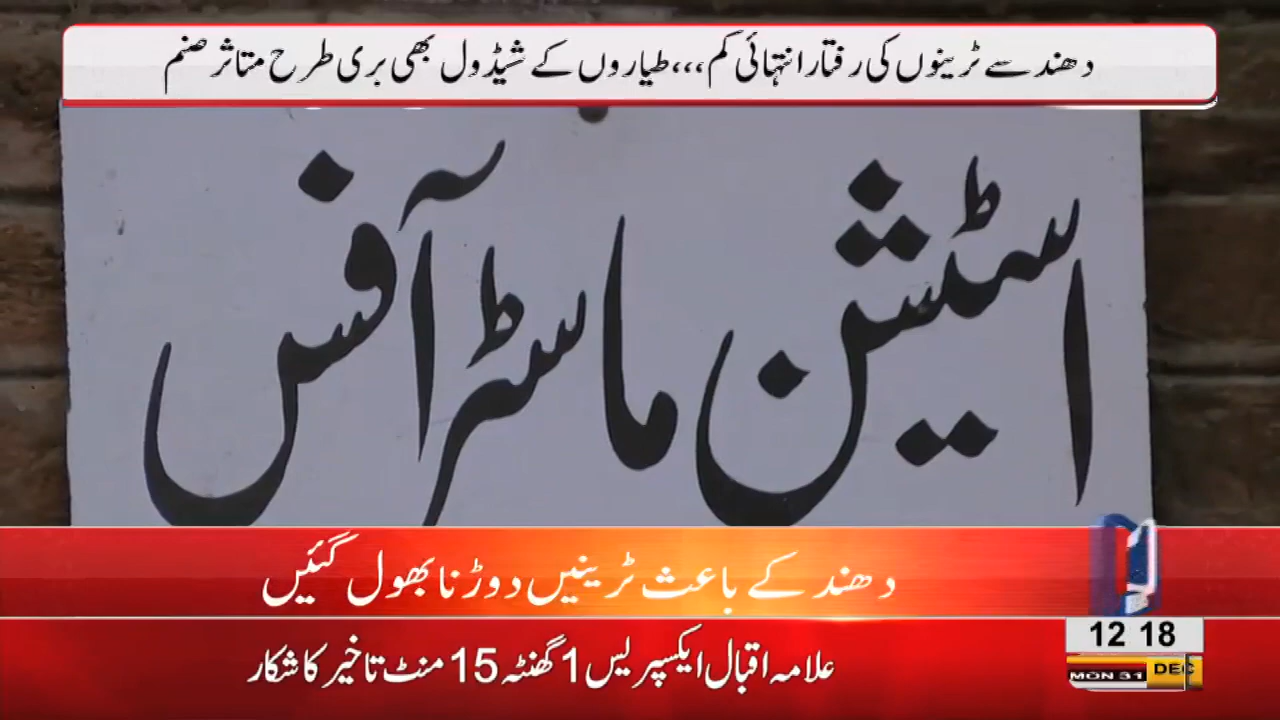 دھند سے ٹرینوں کی رفتار انتہائی کم،،،طیاروں کے شیڈول بھی بری طرح متاثر صنم
اسٹیشن ماسٹر آفس
دھند کے باعث ٹرینیں دوڑنا بھول گئیں
علامہ اقبال ایکسپریس 1 گھنٹہ 15 منٹ تاخیر کا شکار
12 18
MON 31 DEC